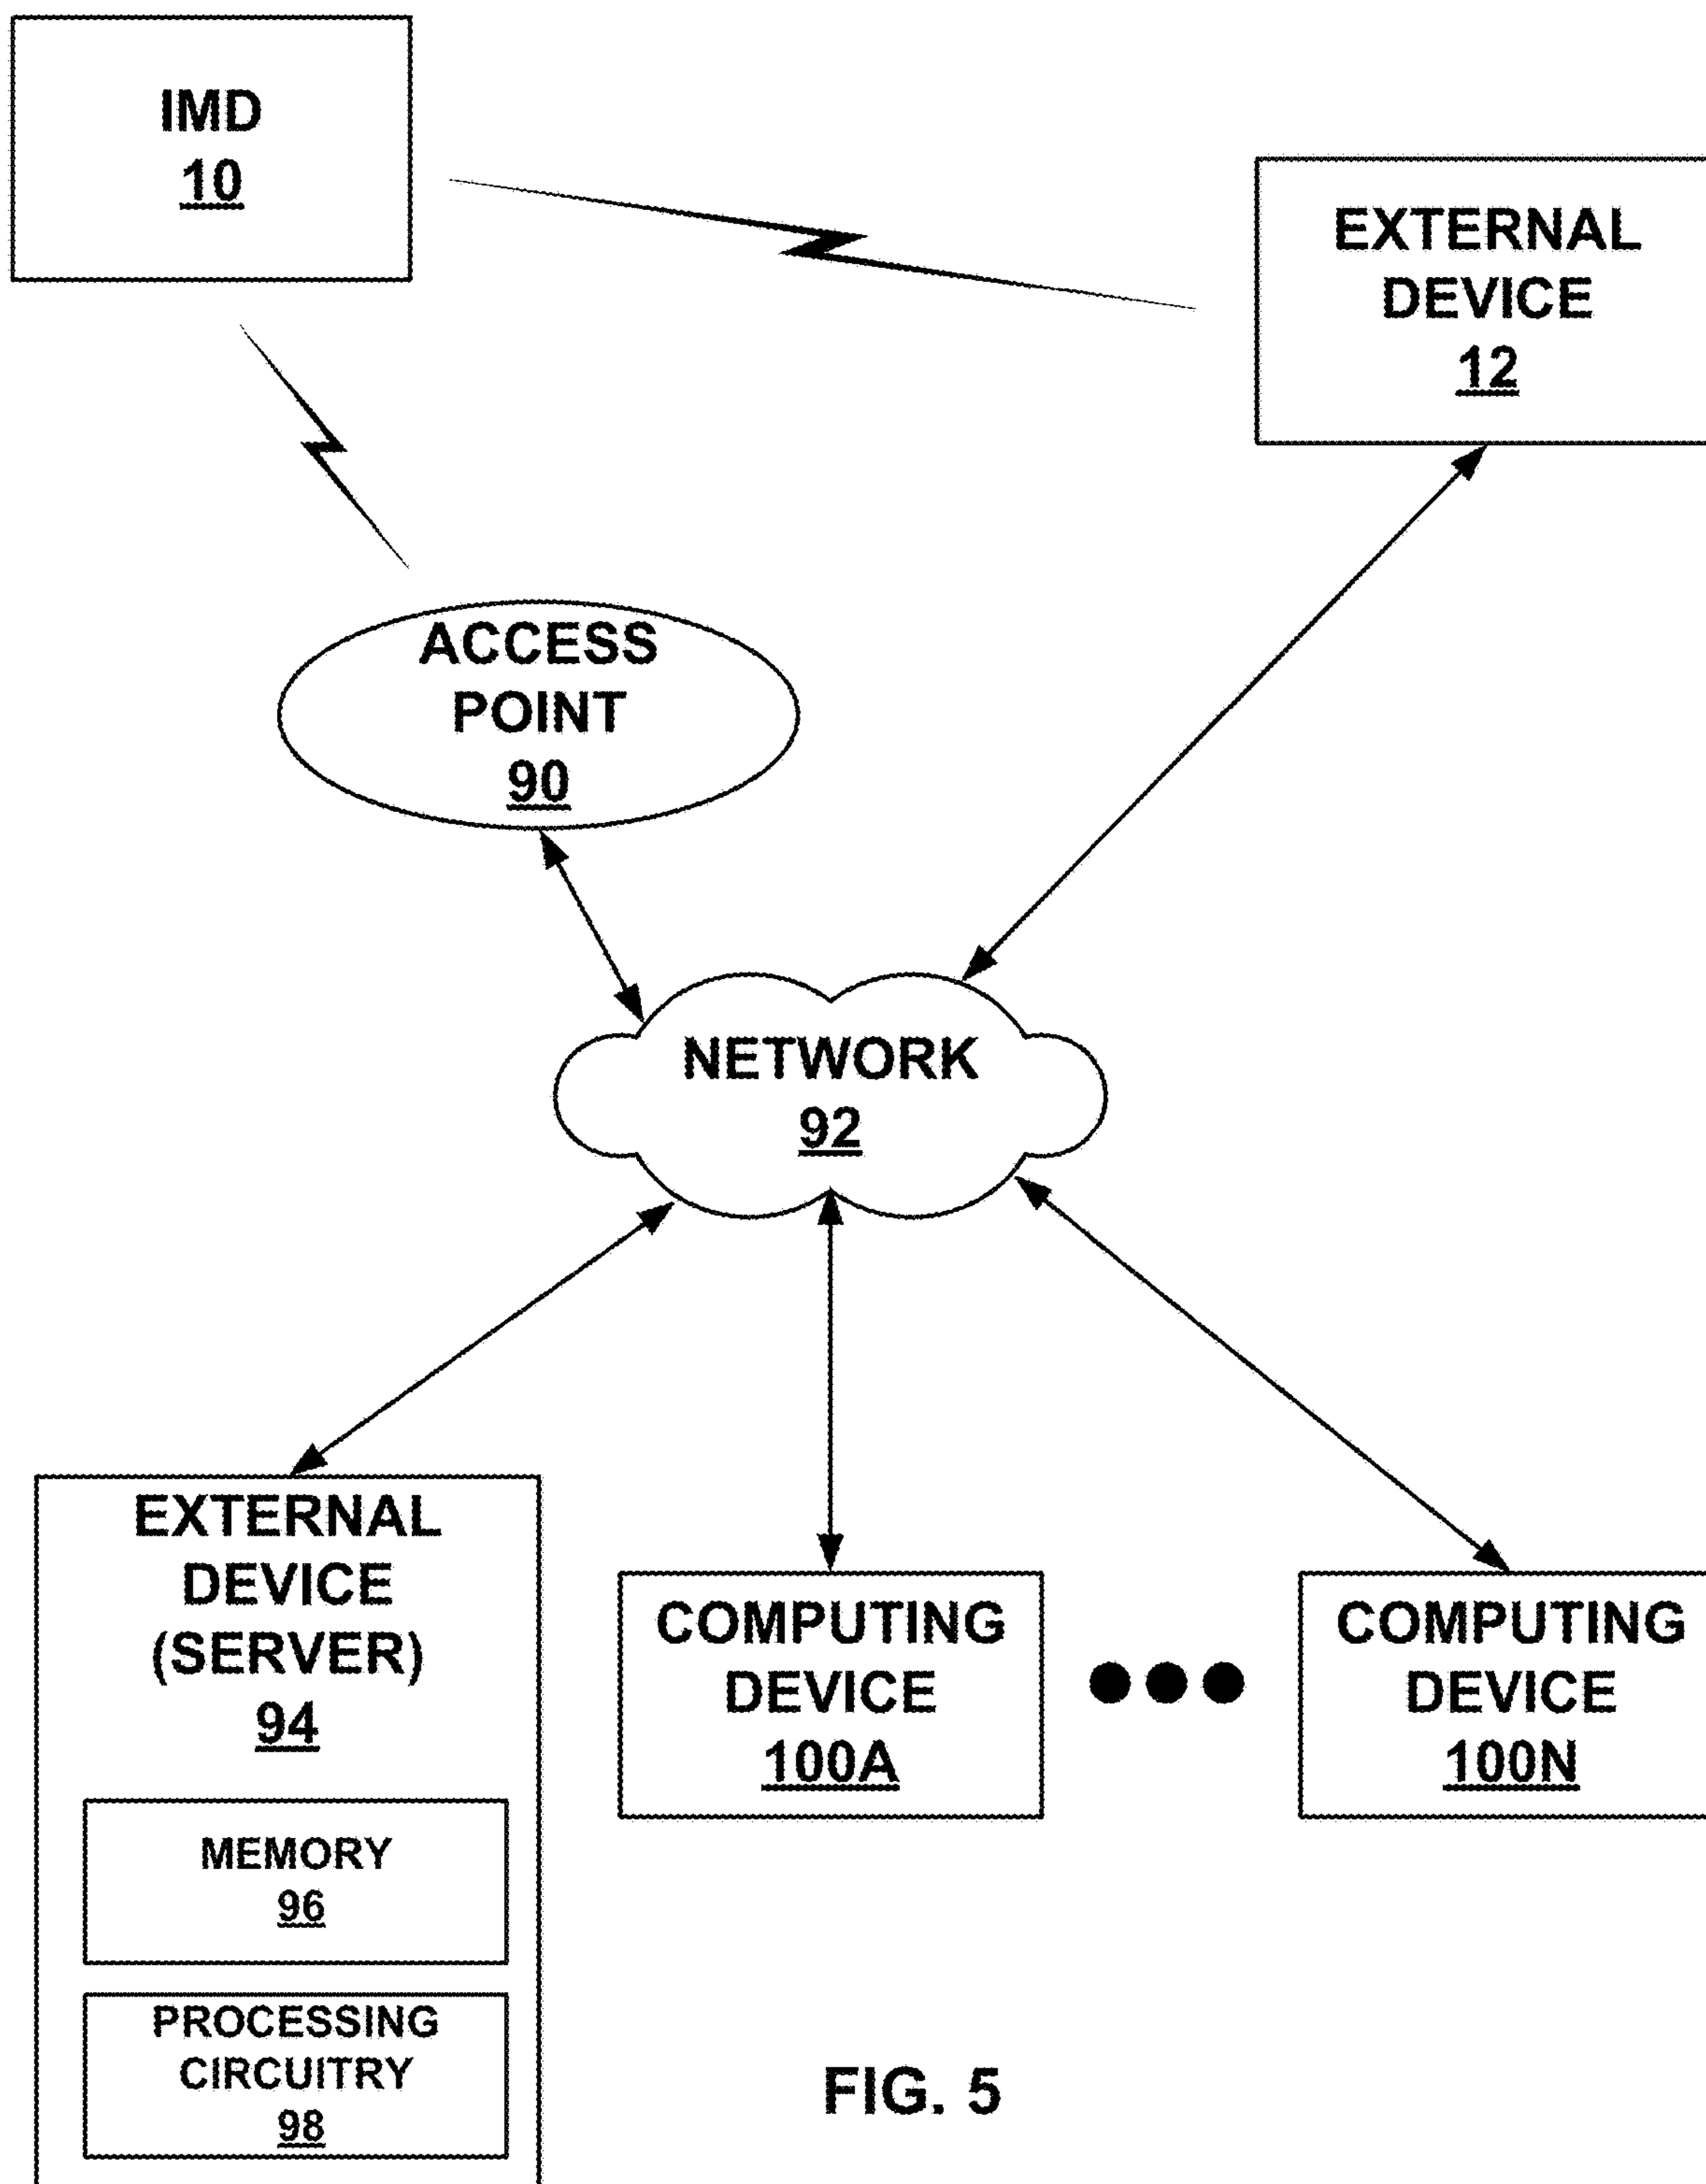 IMD
10
EXTERNAL
DEVICE
12
ACCESS
POINT
90
NETWORK
92
EXTERNAL
DEVICE
(SERVER)
94
MEMORY
96
PROCESSING
CIRCUITRY
98
COMPUTING
DEVICE
100A
COMPUTING
DEVICE
100N
FIG. 5